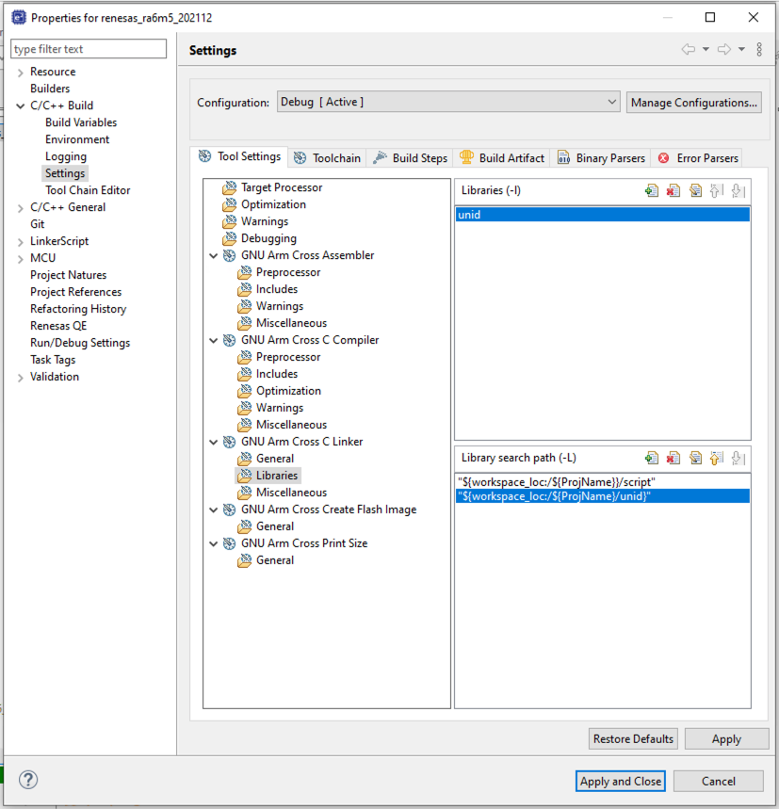 Properties for renesas_ra6m5_202112
type filter text
Resource
Builders
C/C++ Build
Build Variables
Environment
Logging
Settings
Tool Chain Editor
C/C++ General
Git
LinkerScript
MCU
Project Natures
Project References
Refactoring History
Renesas QE
Run/Debug Settings
Task Tags
Validation
Settings
Configuration: Debug [ Active ] Manage Configurations...
Tool Settings Toolchain Build Steps Build Artifact Binary Parsers Error Parsers
Target Processor
Optimization
Warnings
Debugging
GNU Arm Cross Assembler
Preprocessor
Includes
Warnings
Miscellaneous
GNU Arm Cross C Compiler
Preprocessor
Includes
Optimization
Warnings
Miscellaneous
GNU Arm Cross C Linker
General
Libraries
Miscellaneous
GNU Arm Cross Create Flash Image
General
GNU Arm Cross Print Size
General
Libraries (-l)
unid
Library search path (-L)
"${workspace_loc:/${ProjName}}/script"
"${workspace_loc:/${ProjName}/unid}"
Restore Defaults Apply
Apply and Close Cancel